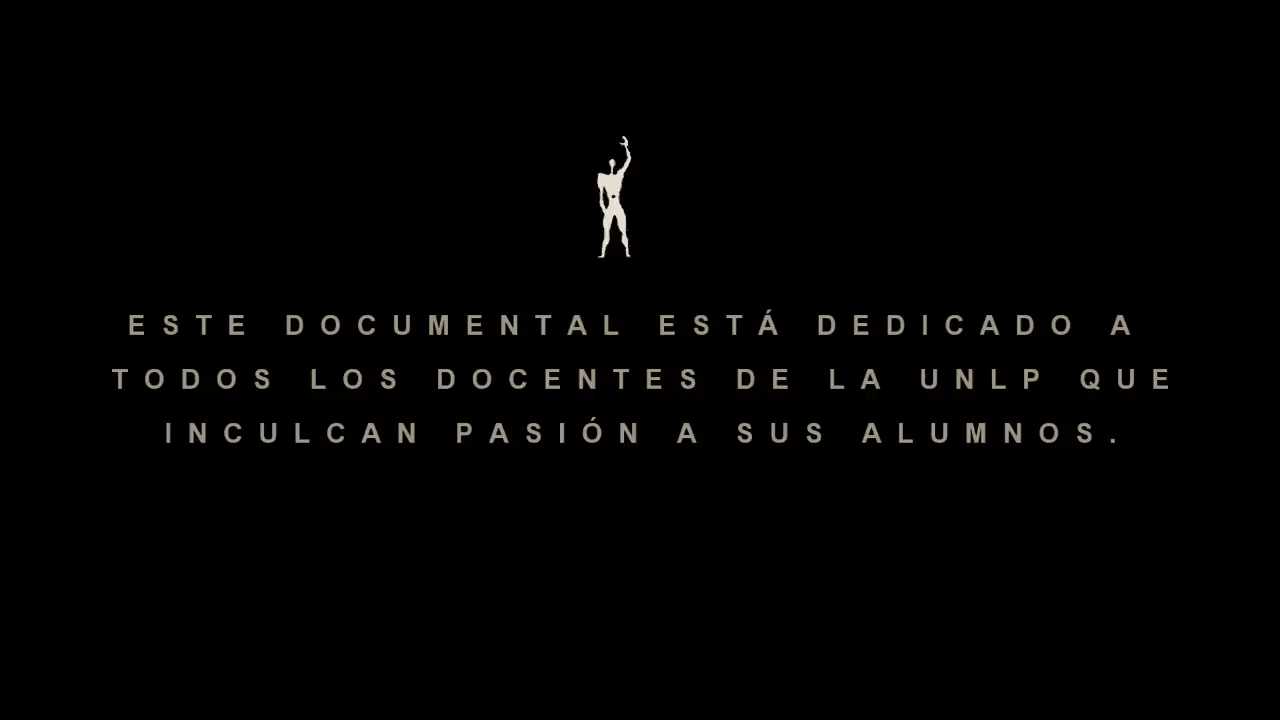 ESTE DOCUMENTAL ESTÁ DEDICADO A
TODOS LOS DOCENTES DE LA UNLP QUE
INCULCAN PASIÓN A SUS ALUMNOS.